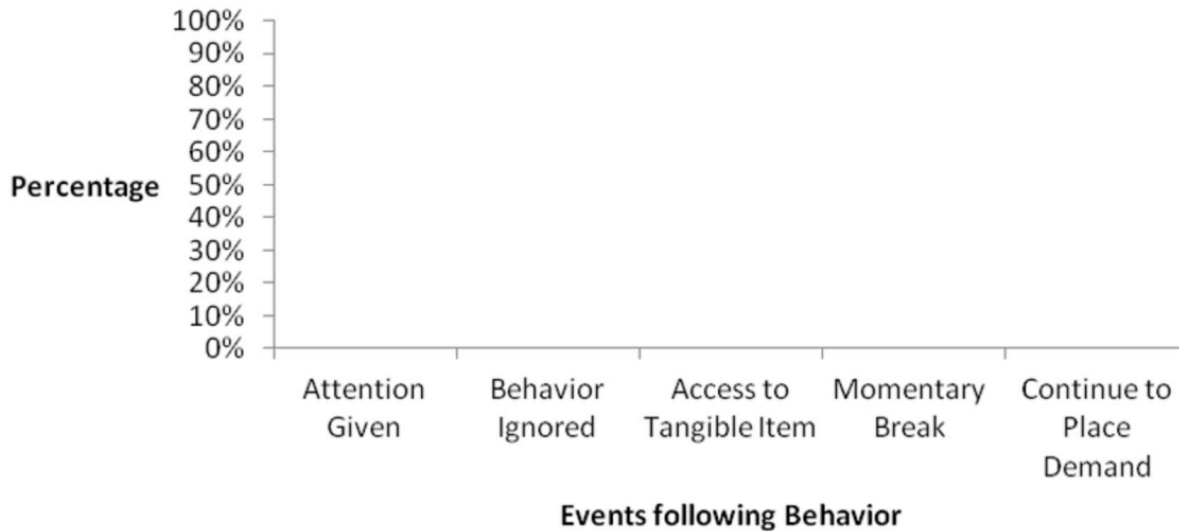 100%
90%
80%
70%
60%
Percentage 50%
40%
30%
20%
10%
0%
Attention Behavior Access to Momentary Continue to
Given Ignored Tangible Item Break Place
Demand
Events following Behavior